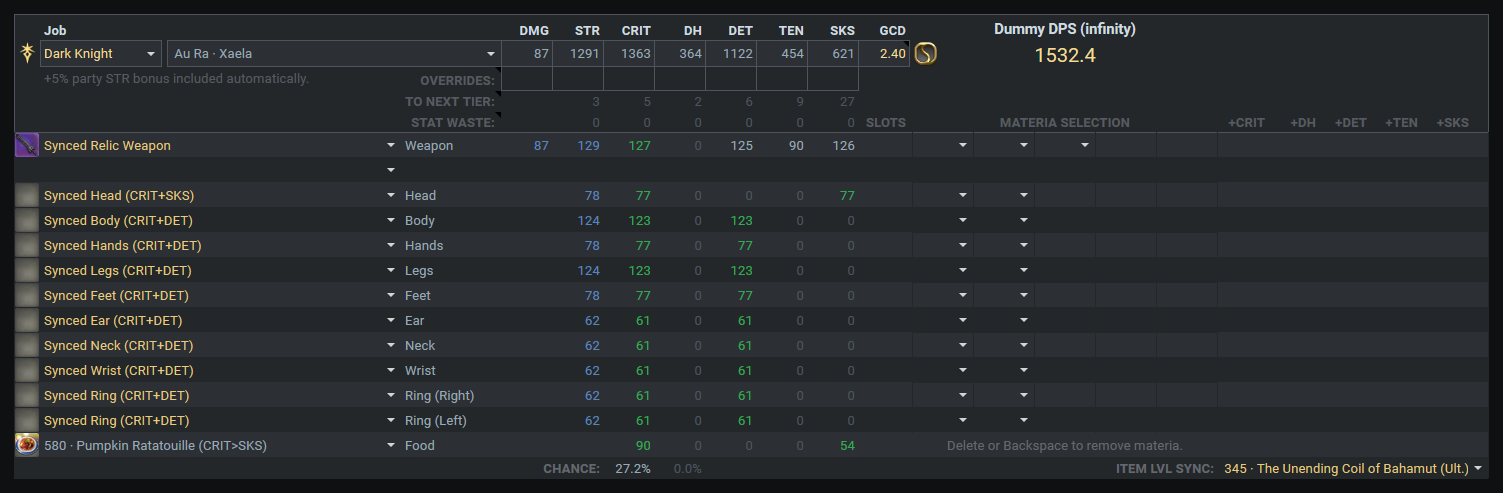 Job DMG STR CRIT DH DET TEN SKS GCD Dummy DPS (infinity)
Dark Knight Au Ra · Xaela 87 1291 1363 364 1122 454 621 2.40 1532.4
+5% party STR bonus included automatically. OVERRIDES:
TO NEXT TIER: 3 5 2 6 9 27
STAT WASTE: 0 0 0 0 0 0 SLOTS MATERIA SELECTION +CRIT +DH +DET +TEN +SKS
Synced Relic Weapon Weapon 87 129 127 0 125 90 126
Synced Head (CRIT+SKS) Head 78 77 0 0 0 77
Synced Body (CRIT+DET) Body 124 123 0 123 0 0
Synced Hands (CRIT+DET) Hands 78 77 0 77 0 0
Synced Legs (CRIT+DET) Legs 124 123 0 123 0 0
Synced Feet (CRIT+DET) Feet 78 77 0 77 0 0
Synced Ear (CRIT+DET) Ear 62 61 0 61 0 0
Synced Neck (CRIT+DET) Neck 62 61 0 61 0 0
Synced Wrist (CRIT+DET) Wrist 62 61 0 61 0 0
Synced Ring (CRIT+DET) Ring (Right) 62 61 0 61 0 0
Synced Ring (CRIT+DET) Ring (Left) 62 61 0 61 0 0
580 · Pumpkin Ratatouille (CRIT>SKS) Food 90 0 0 0 54 Delete or Backspace to remove materia.
CHANCE: 27.2% 0.0% ITEM LVL SYNC: 345 · The Unending Coil of Bahamut (Ult.)